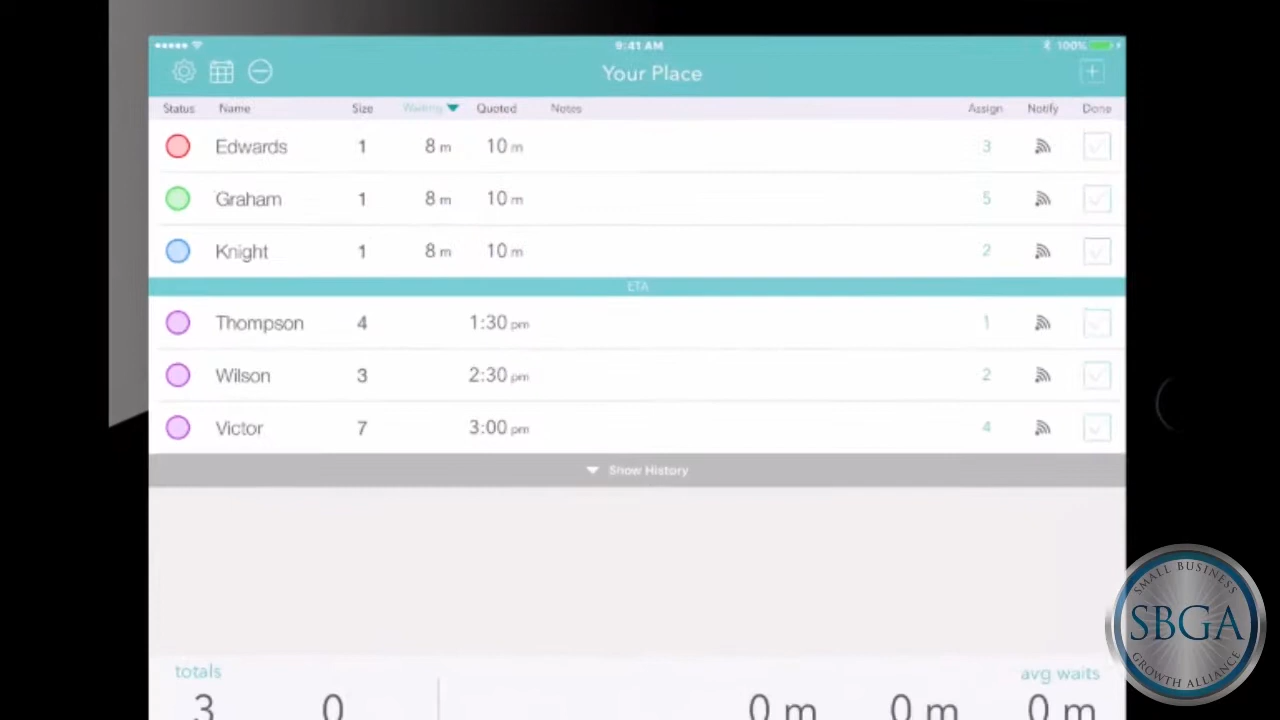 9:41 AM 100%
Your Place
Status Name Size Waiting Quoted Notes Assign Notify Done
Edwards 1 8 m 10 m 3
Graham 1 8 m 10 m 5
Knight 1 8 m 10 m 2
ETA
Thompson 4 1:30 pm 1
Wilson 3 2:30 pm 2
Victor 7 3:00 pm 4
Show History
totals avg waits
3 0 0 m 0 m 0 m
SMALL BUSINESS
SBGA
GROWTH ALLIANCE